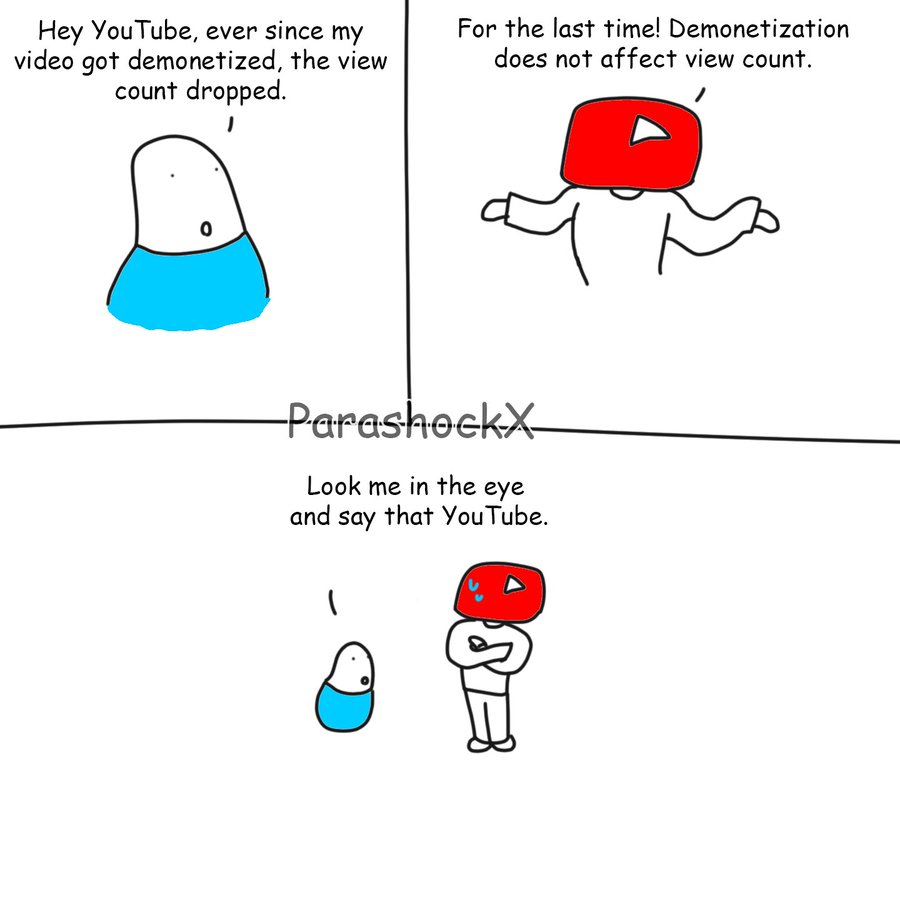 Hey YouTube, ever since my
video got demonetized, the view
count dropped.
For the last time! Demonetization
does not affect view count.
ParashockX
Look me in the eye
and say that YouTube.